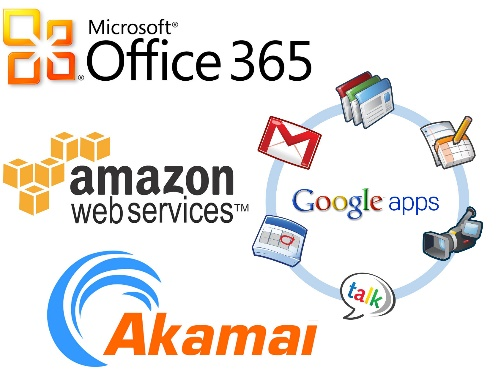 Microsoft®
Office 365
amazon
webservices™
Google apps
talk
Akamai